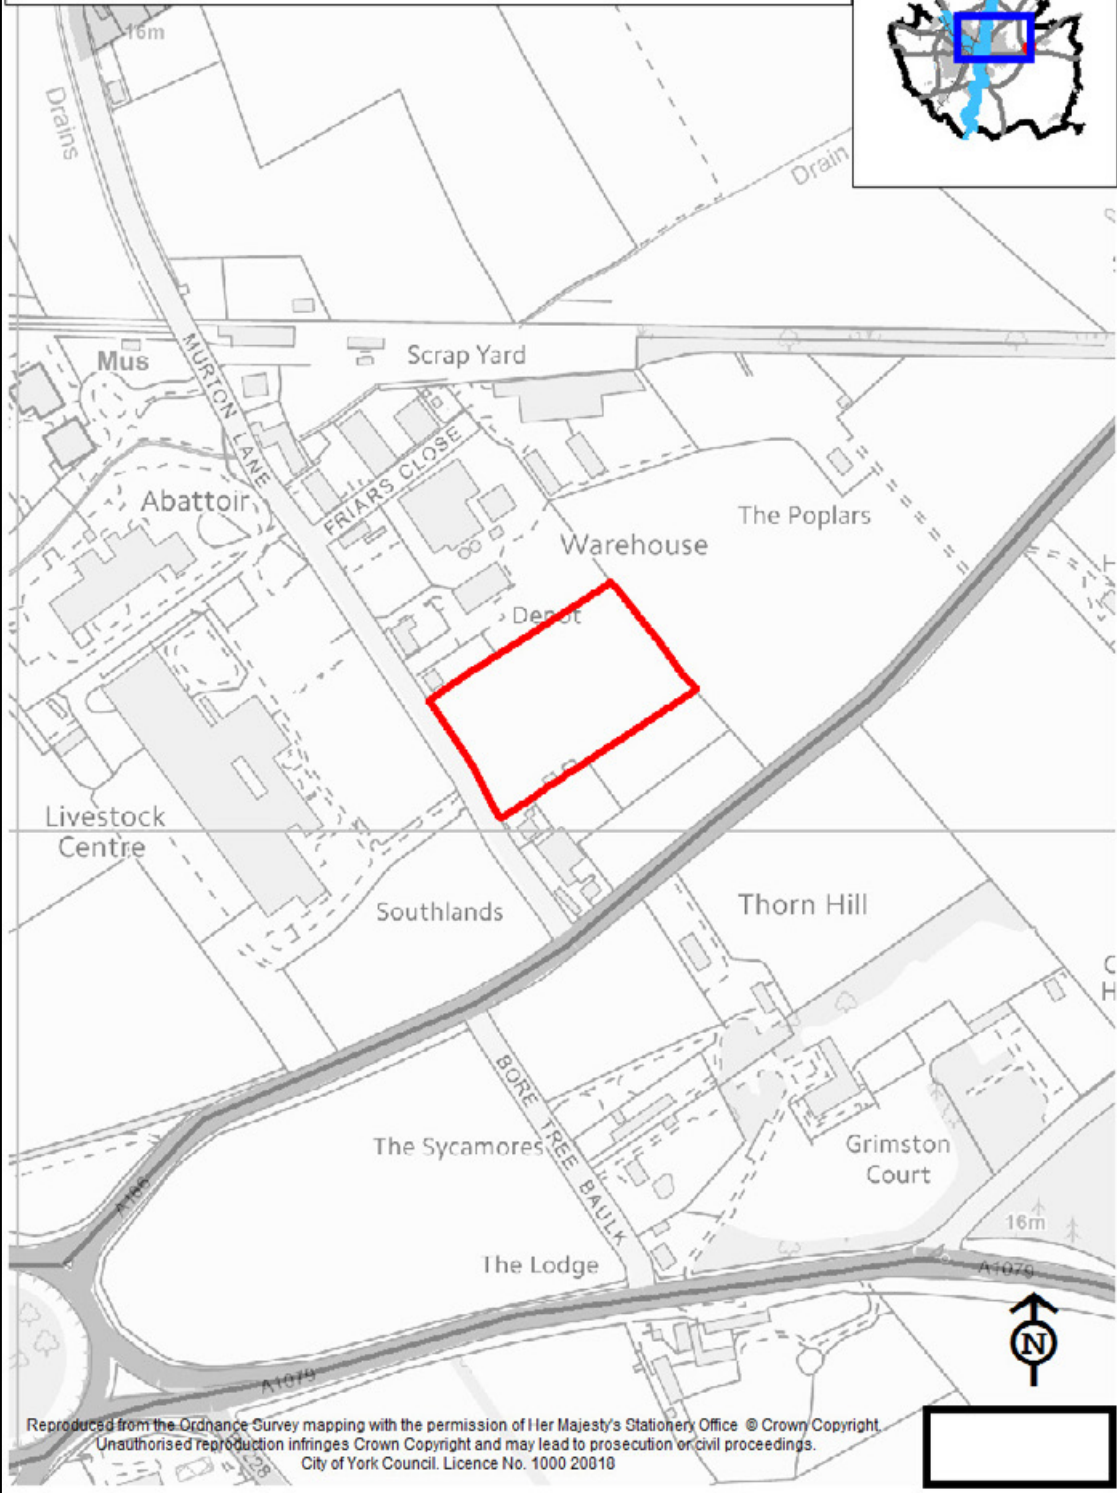 16m
Drains
Drain
Mus
MURTON LANE
Scrap Yard
FRIARS CLOSE
Abattoir
The Poplars
Warehouse
Depot
Livestock
Centre
Southlands
Thorn Hill
C
H
BORE TREE BAULK
The Sycamores
Grimston
Court
A166
16m
The Lodge
A1079
N
A1079
Reproduced from the Ordnance Survey mapping with the permission of Her Majesty's Stationery Office © Crown Copyright.
Unauthorised reproduction infringes Crown Copyright and may lead to prosecution or civil proceedings.
City of York Council. Licence No. 1000 20818